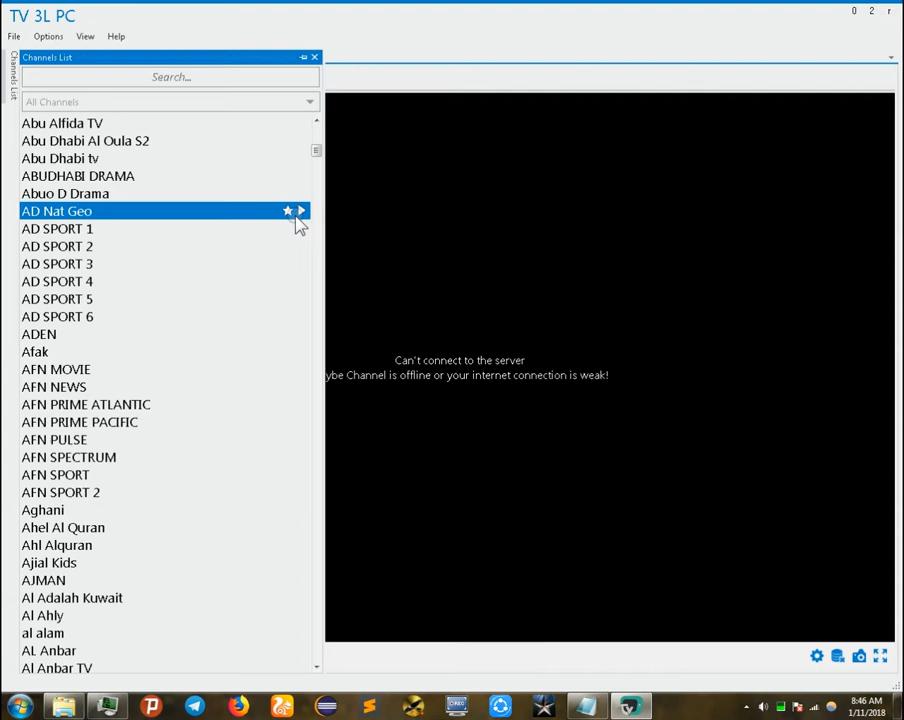 TV 3L PC
0 2 r
File Options View Help
Channels List
Channels List
Search...
All Channels
Abu Alfida TV
Abu Dhabi Al Oula S2
Abu Dhabi tv
ABUDHABI DRAMA
Abuo D Drama
AD Nat Geo
AD SPORT 1
AD SPORT 2
AD SPORT 3
AD SPORT 4
AD SPORT 5
AD SPORT 6
ADEN
Afak
AFN MOVIE
AFN NEWS
AFN PRIME ATLANTIC
AFN PRIME PACIFIC
AFN PULSE
AFN SPECTRUM
AFN SPORT
AFN SPORT 2
Aghani
Ahel Al Quran
Ahl Alquran
Ajial Kids
AJMAN
Al Adalah Kuwait
Al Ahly
al alam
AL Anbar
Al Anbar TV
Can't connect to the server
ybe Channel is offline or your internet connection is weak!
8:46 AM
1/11/2018